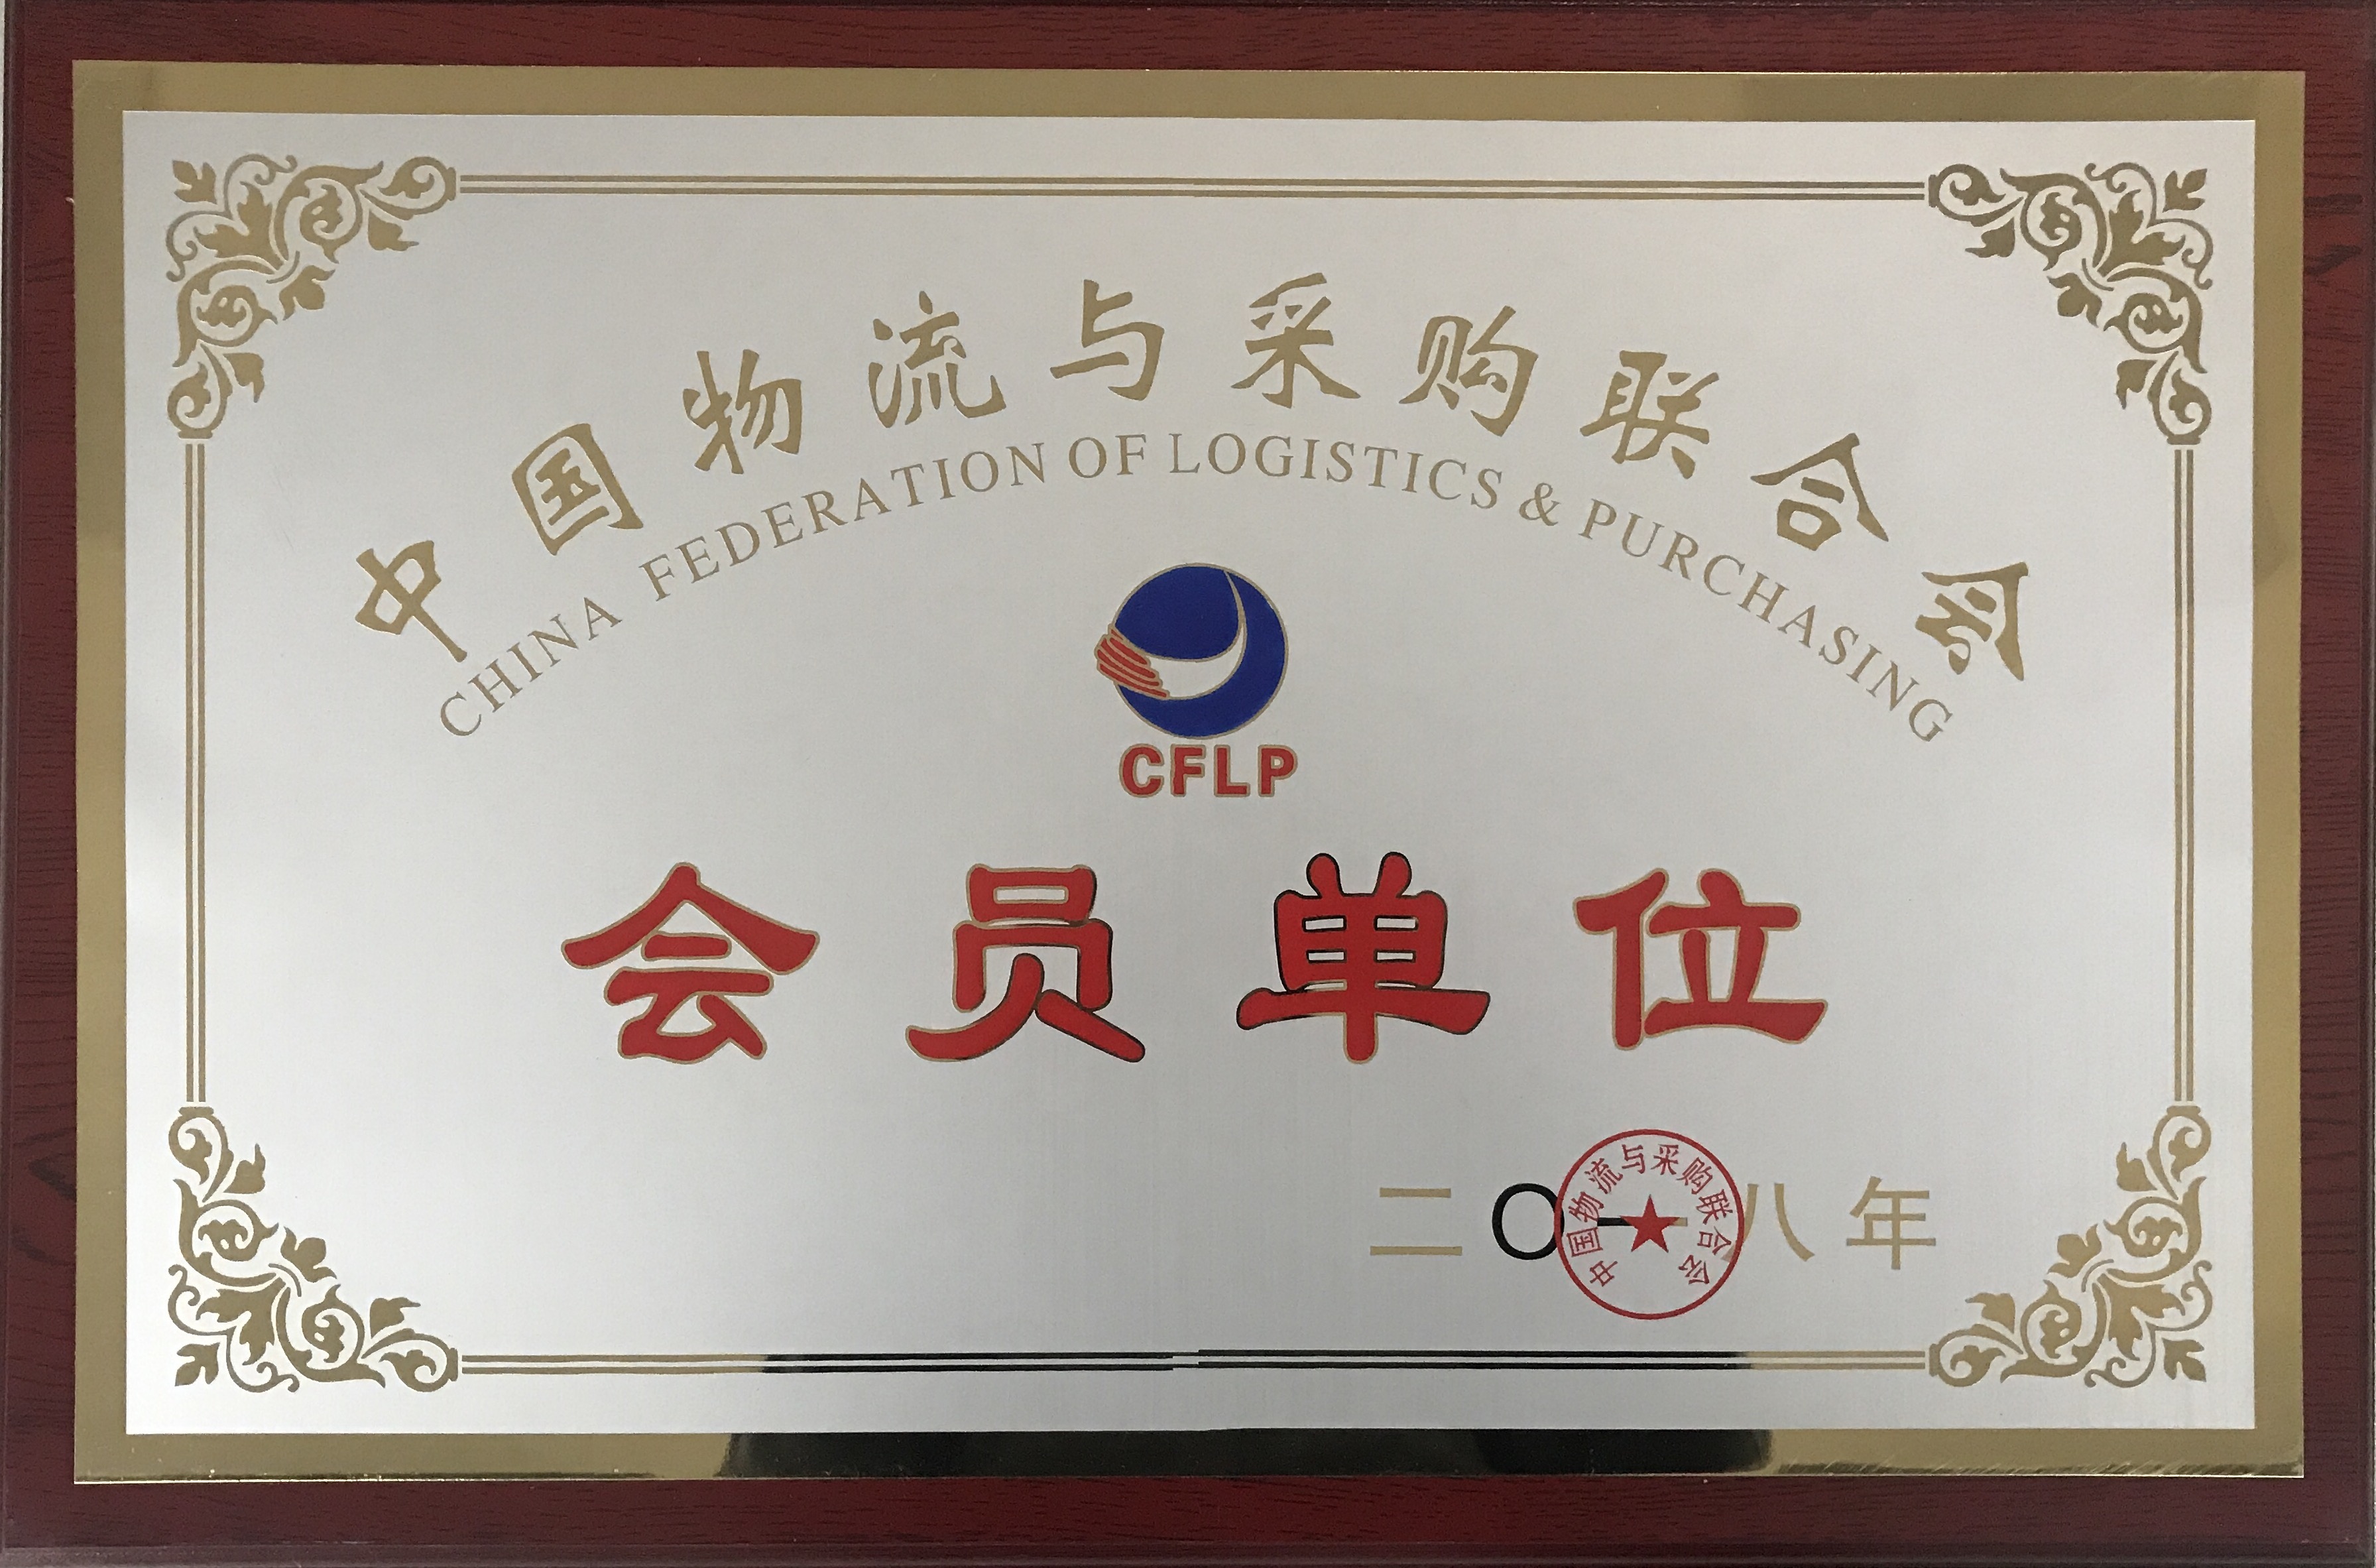 中国物流与采购联合会
CHINA FEDERATION OF LOGISTICS & PURCHASING
CFLP
会员单位
二〇一八年
中国物流与采购联合会